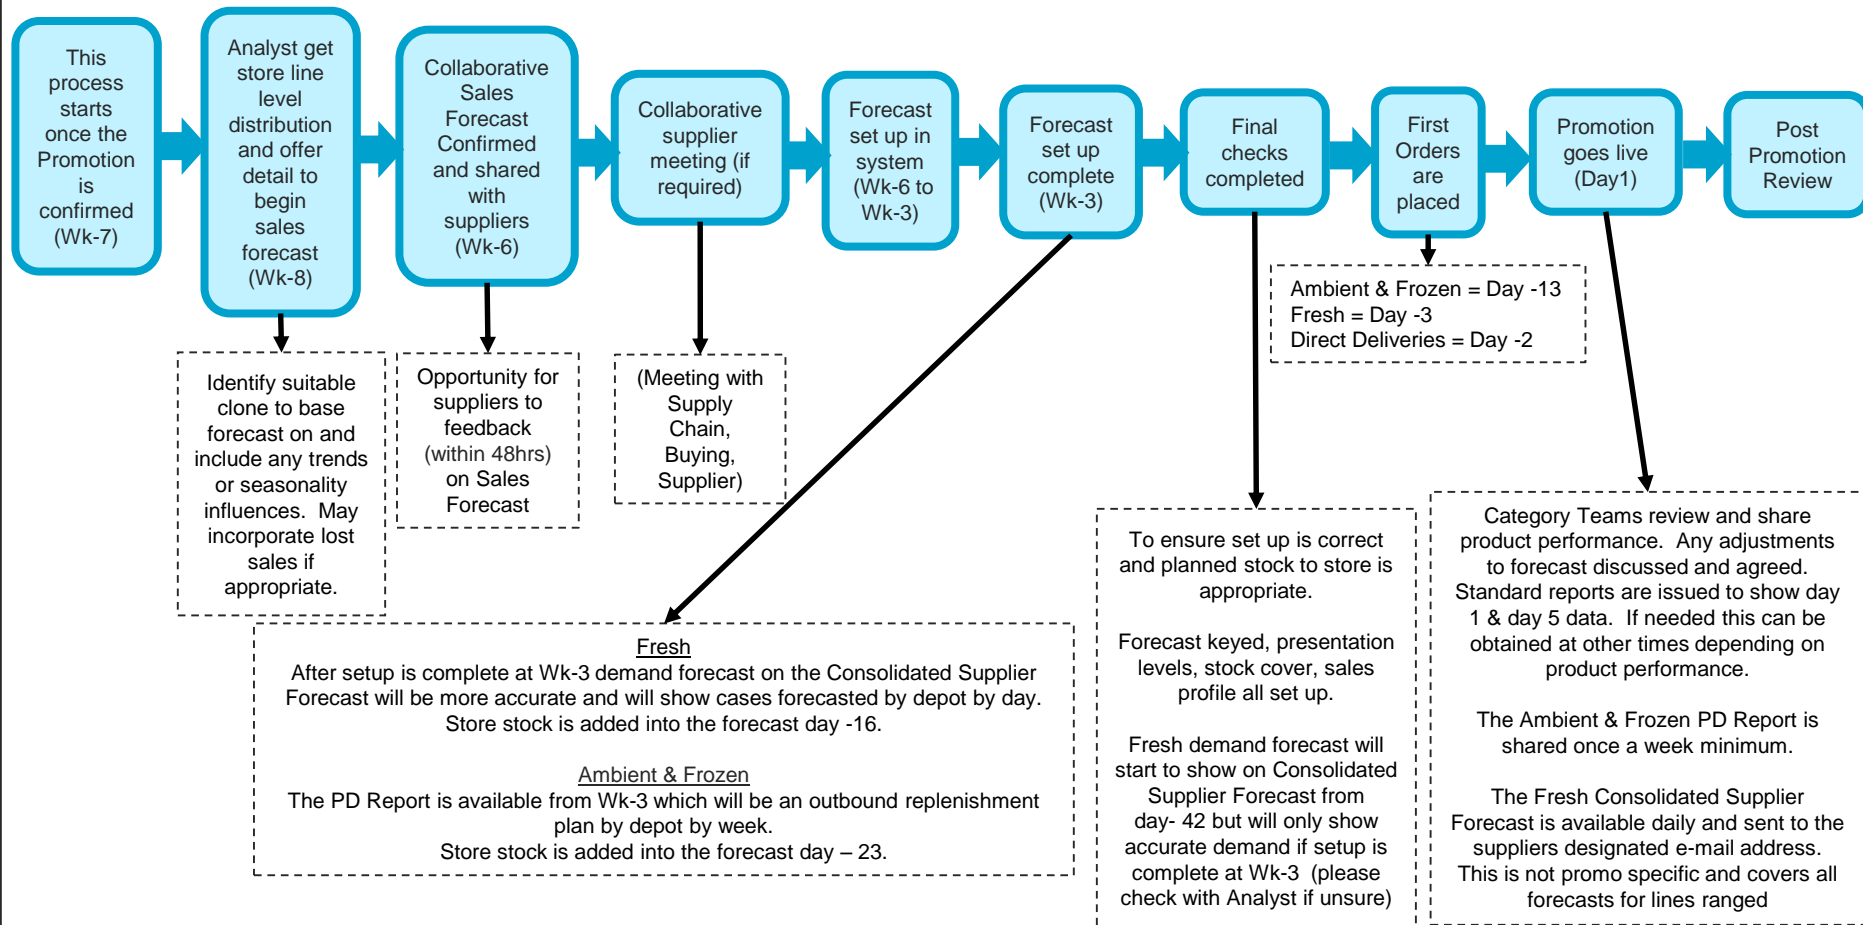 This
process
starts
once the
Promotion
is
confirmed
(Wk-7)
Analyst get
store line
level
distribution
and offer
detail to
begin
sales
forecast
(Wk-8)
Collaborative
Sales
Forecast
Confirmed
and shared
with
suppliers
(Wk-6)
Collaborative
supplier
meeting (if
required)
Forecast
set up in
system
(Wk-6 to
Wk-3)
Forecast
set up
complete
(Wk-3)
Final
checks
completed
First
Orders
are
placed
Promotion
goes live
(Day1)
Post
Promotion
Review
Identify suitable
clone to base
forecast on and
include any trends
or seasonality
influences. May
incorporate lost
sales if
appropriate.
Opportunity for
suppliers to
feedback
(within 48hrs)
on Sales
Forecast
(Meeting with
Supply
Chain,
Buying,
Supplier)
Ambient & Frozen = Day -13
Fresh = Day -3
Direct Deliveries = Day -2
Fresh
After setup is complete at Wk-3 demand forecast on the Consolidated Supplier
Forecast will be more accurate and will show cases forecasted by depot by day.
Store stock is added into the forecast day -16.
Ambient & Frozen
The PD Report is available from Wk-3 which will be an outbound replenishment
plan by depot by week.
Store stock is added into the forecast day – 23.
To ensure set up is correct
and planned stock to store is
appropriate.
Forecast keyed, presentation
levels, stock cover, sales
profile all set up.
Fresh demand forecast will
start to show on Consolidated
Supplier Forecast from
day- 42 but will only show
accurate demand if setup is
complete at Wk-3 (please
check with Analyst if unsure)
Category Teams review and share
product performance. Any adjustments
to forecast discussed and agreed.
Standard reports are issued to show day
1 & day 5 data. If needed this can be
obtained at other times depending on
product performance.
The Ambient & Frozen PD Report is
shared once a week minimum.
The Fresh Consolidated Supplier
Forecast is available daily and sent to the
suppliers designated e-mail address.
This is not promo specific and covers all
forecasts for lines ranged